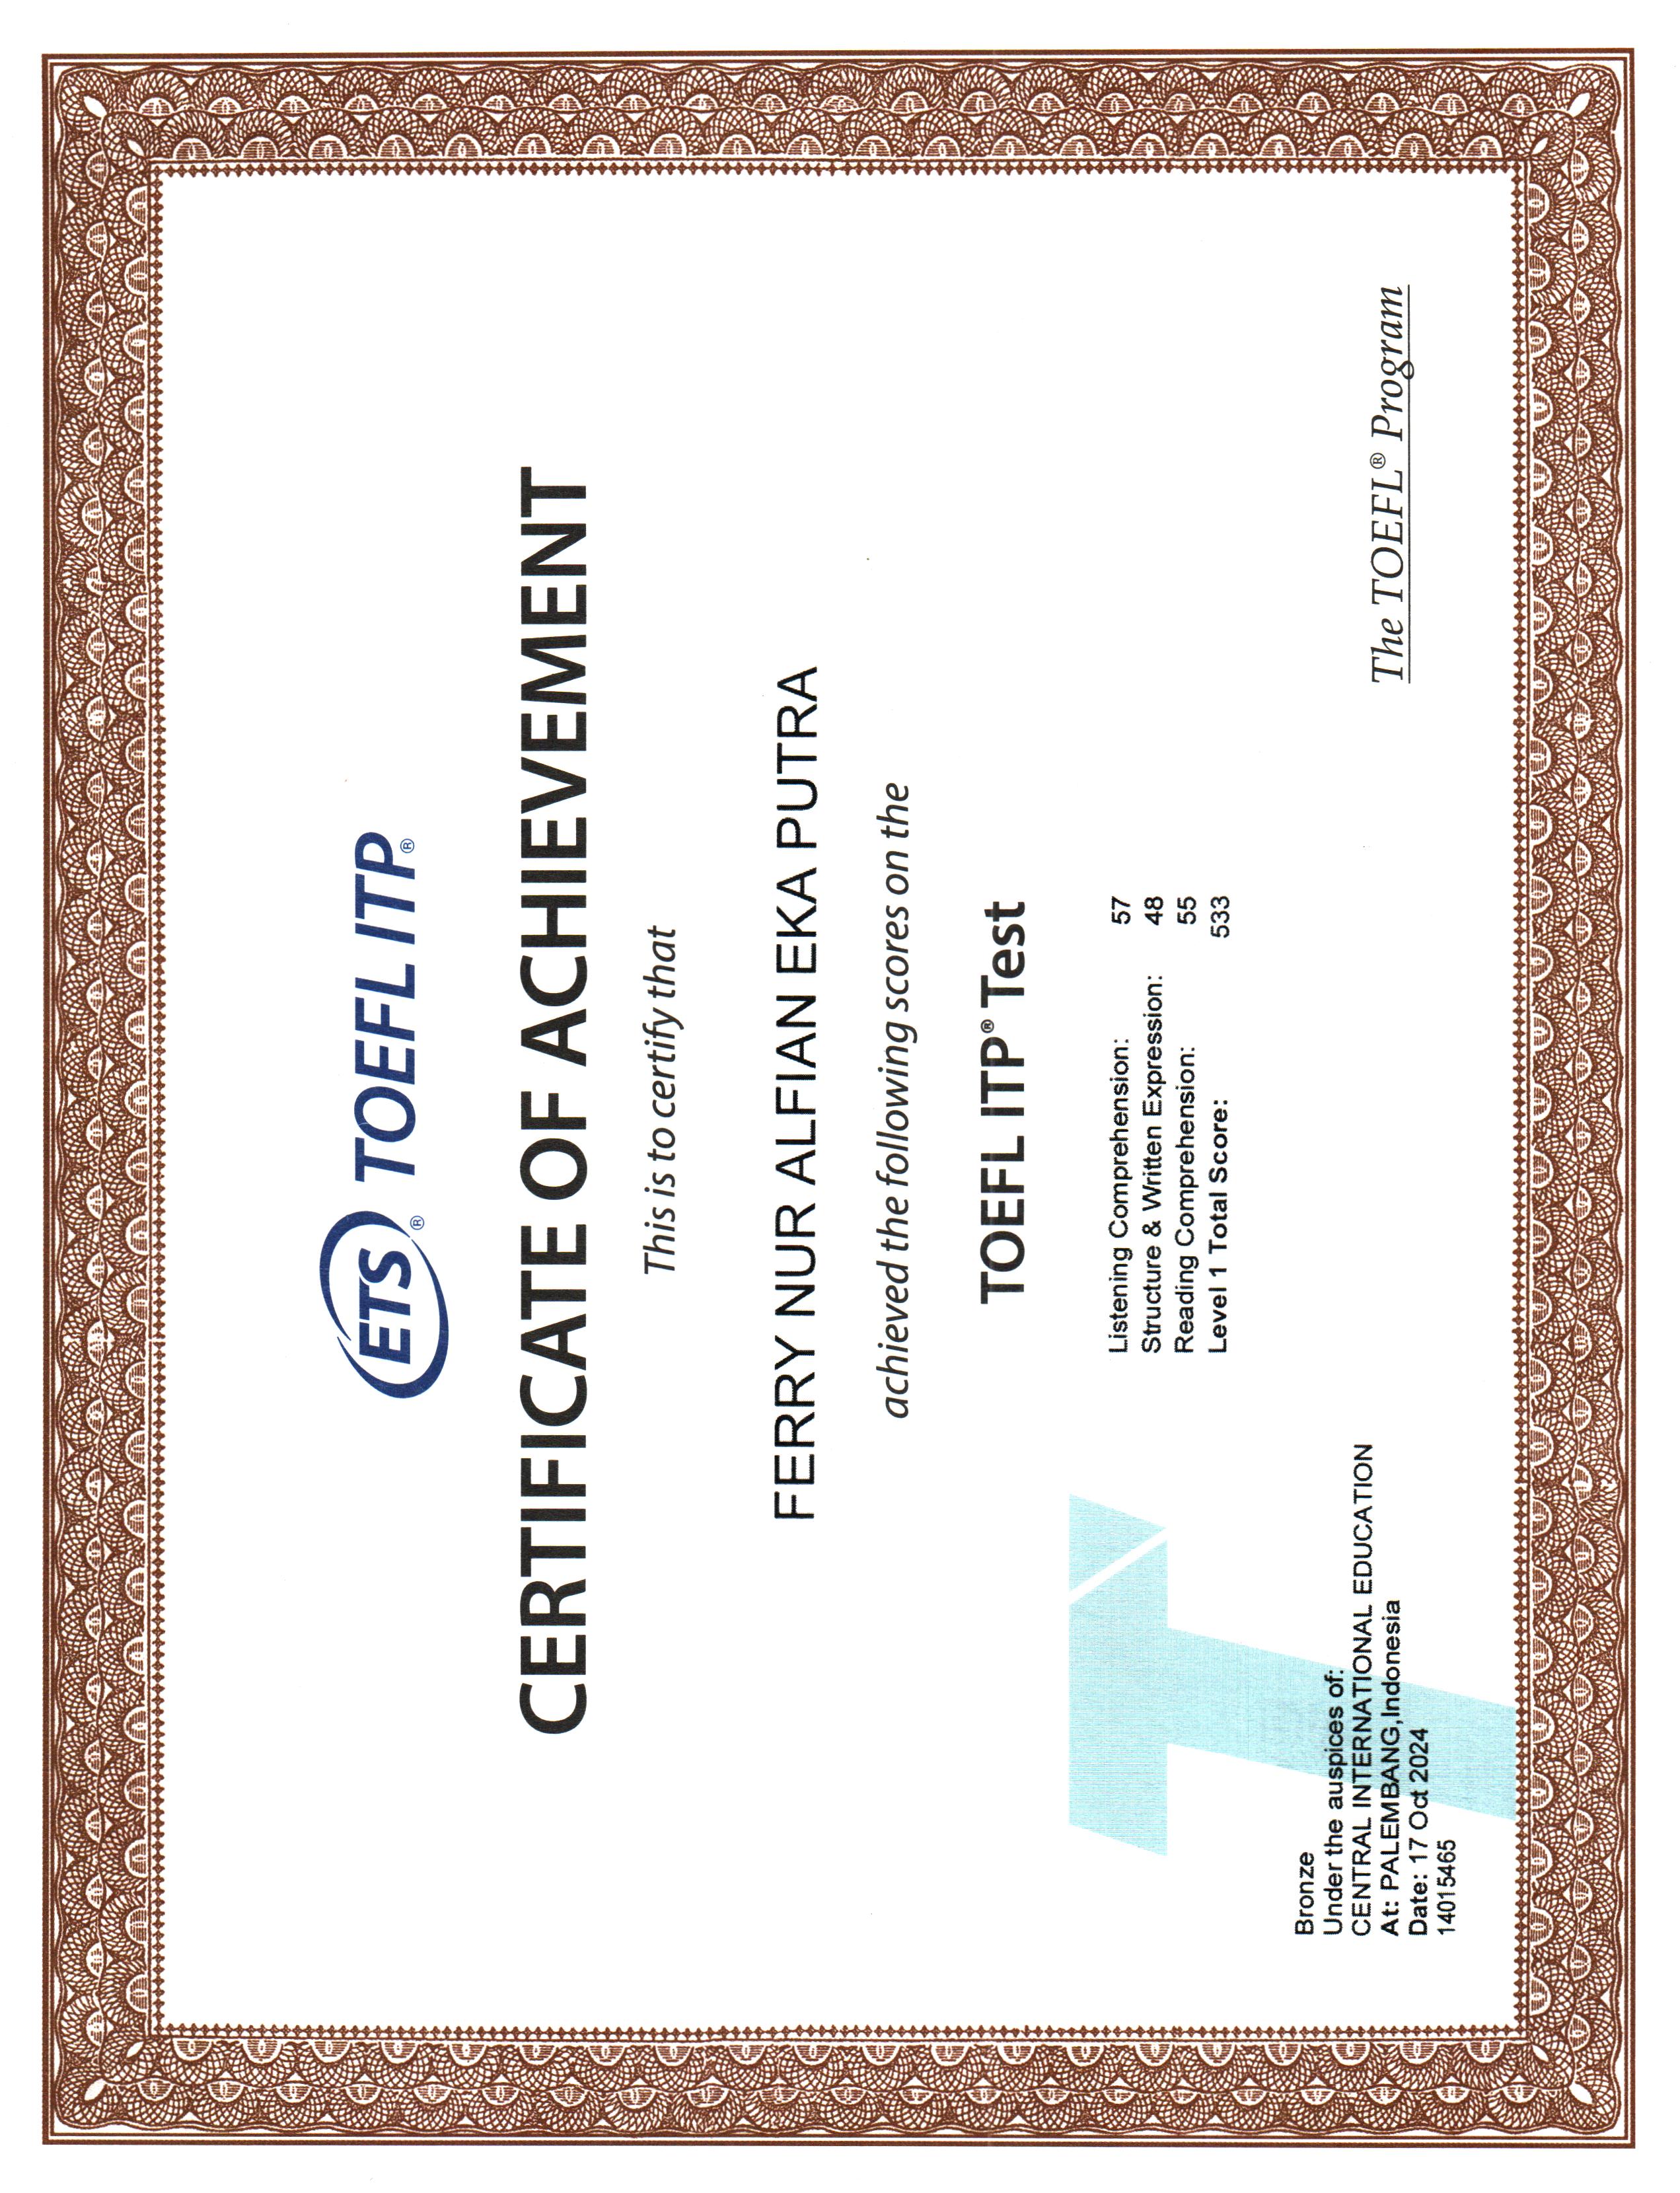 ETS® TOEFL ITP®
CERTIFICATE OF ACHIEVEMENT
This is to certify that
FERRY NUR ALFIAN EKA PUTRA
achieved the following scores on the
TOEFL ITP® Test
Listening Comprehension: 57
Structure & Written Expression: 48
Reading Comprehension: 55
Level 1 Total Score: 533
Bronze
Under the auspices of:
CENTRAL INTERNATIONAL EDUCATION
At: PALEMBANG,Indonesia
Date: 17 Oct 2024
14015465
The TOEFL® Program